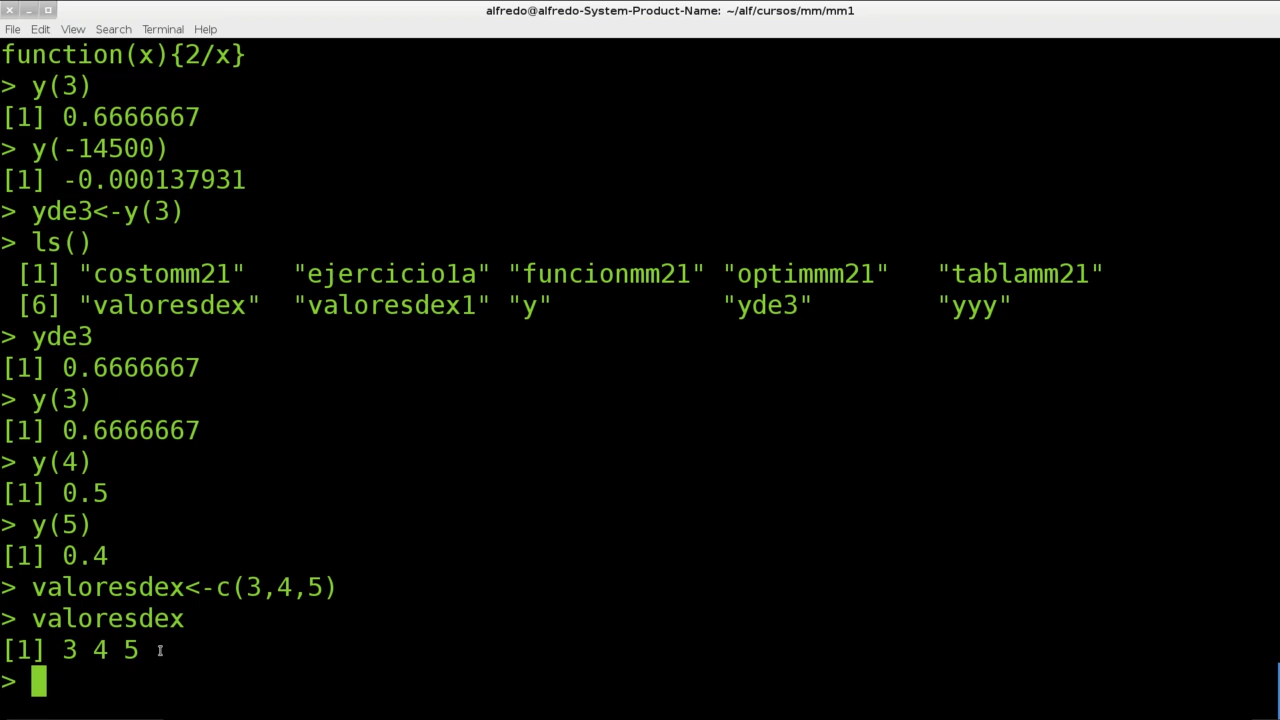 alfredo@alfredo-System-Product-Name: ~/alf/cursos/mm/mm1
File Edit View Search Terminal Help
function(x){2/x}
> y(3)
[1] 0.6666667
> y(-14500)
[1] -0.000137931
> yde3<-y(3)
> ls()
[1] "costomm21" "ejercicio1a" "funcionmm21" "optimmm21" "tablamm21"
[6] "valoresdex" "valoresdex1" "y" "yde3" "yyy"
> yde3
[1] 0.6666667
> y(3)
[1] 0.6666667
> y(4)
[1] 0.5
> y(5)
[1] 0.4
> valoresdex<-c(3,4,5)
> valoresdex
[1] 3 4 5
>